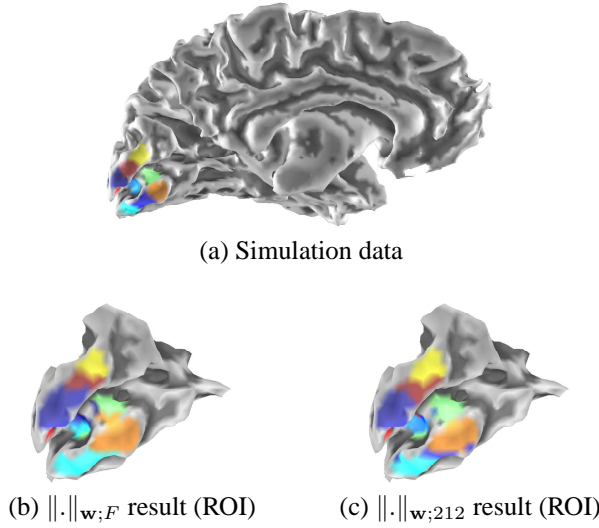 (a) Simulation data
(b) ‖.‖w;F result (ROI)
(c) ‖.‖w;212 result (ROI)